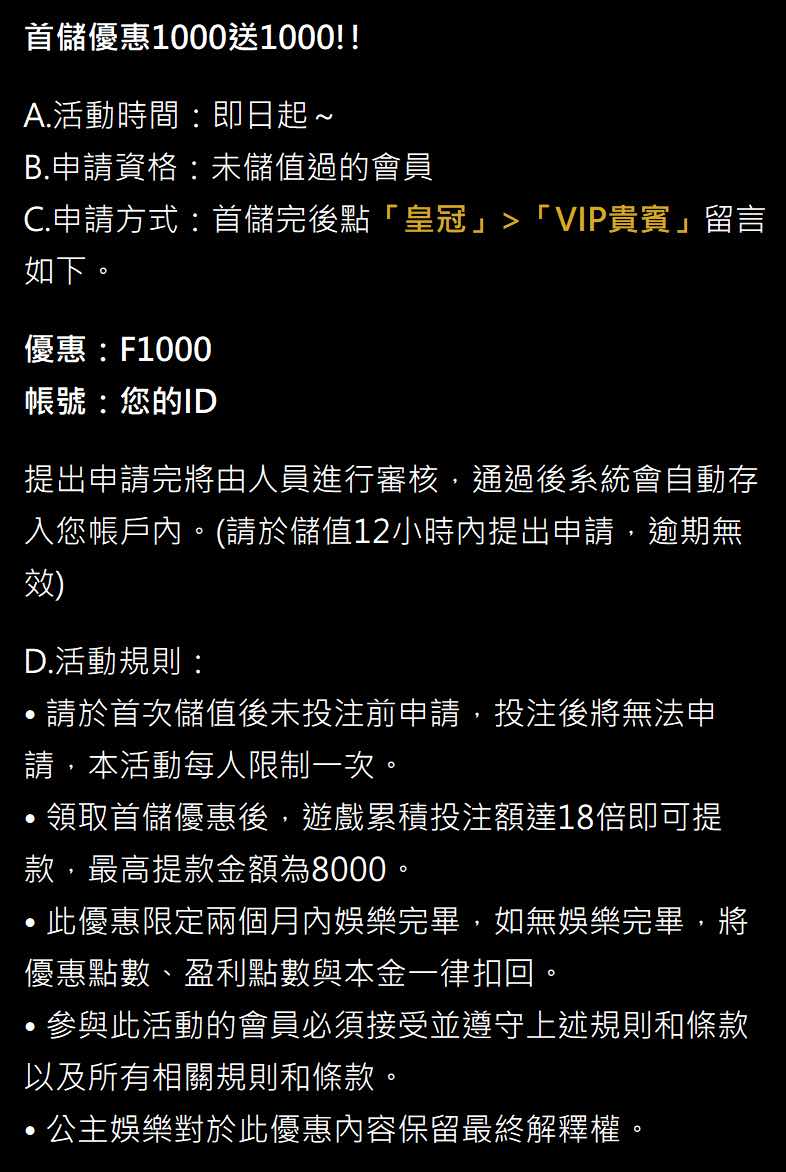 首儲優惠1000送1000!!
A.活動時間：即日起~
B.申請資格：未儲值過的會員
C.申請方式：首儲完後點「皇冠」>「VIP貴賓」留言
如下。
優惠：F1000
帳號：您的ID
提出申請完將由人員進行審核，通過後系統會自動存
入您帳戶內。(請於儲值12小時內提出申請，逾期無
效)
D.活動規則：
• 請於首次儲值後未投注前申請，投注後將無法申
請，本活動每人限制一次。
• 領取首儲優惠後，遊戲累積投注額達18倍即可提
款，最高提款金額為8000。
• 此優惠限定兩個月內娛樂完畢，如無娛樂完畢，將
優惠點數、盈利點數與本金一律扣回。
• 參與此活動的會員必須接受並遵守上述規則和條款
以及所有相關規則和條款。
• 公主娛樂對於此優惠內容保留最終解釋權。